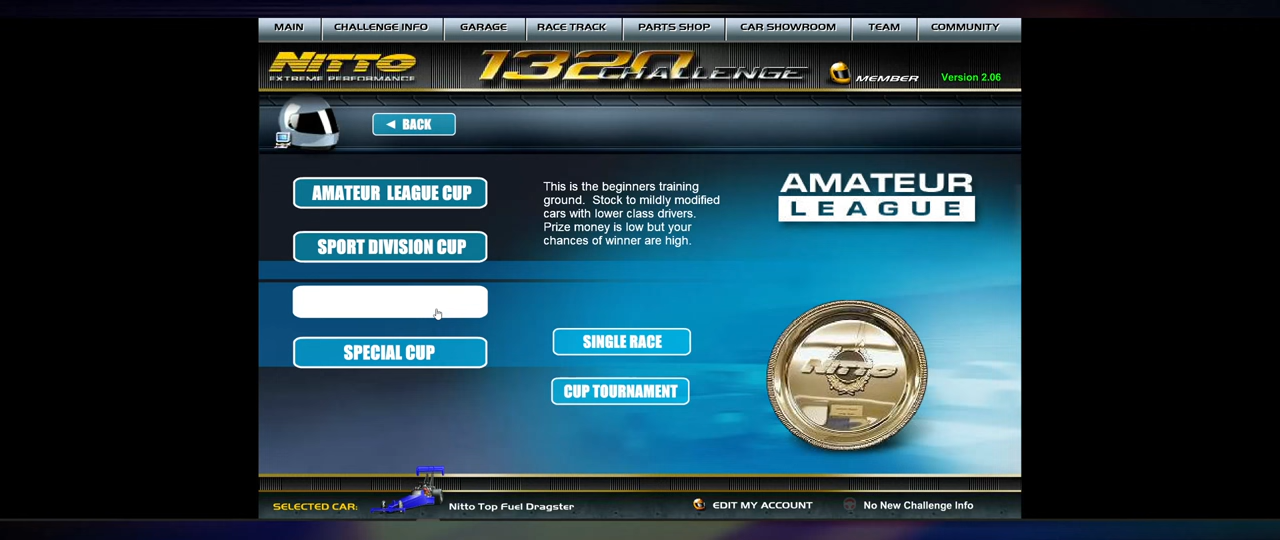 MAIN
CHALLENGE INFO
GARAGE
RACE TRACK
PARTS SHOP
CAR SHOWROOM
TEAM
COMMUNITY
NITTO
EXTREME PERFORMANCE
1320 CHALLENGE
MEMBER
Version 2.06
◄ BACK
AMATEUR LEAGUE CUP
SPORT DIVISION CUP
SPECIAL CUP
This is the beginners training
ground. Stock to mildly modified
cars with lower class drivers.
Prize money is low but your
chances of winner are high.
SINGLE RACE
CUP TOURNAMENT
AMATEUR
LEAGUE
NITTO
SELECTED CAR:
Nitto Top Fuel Dragster
EDIT MY ACCOUNT
No New Challenge Info